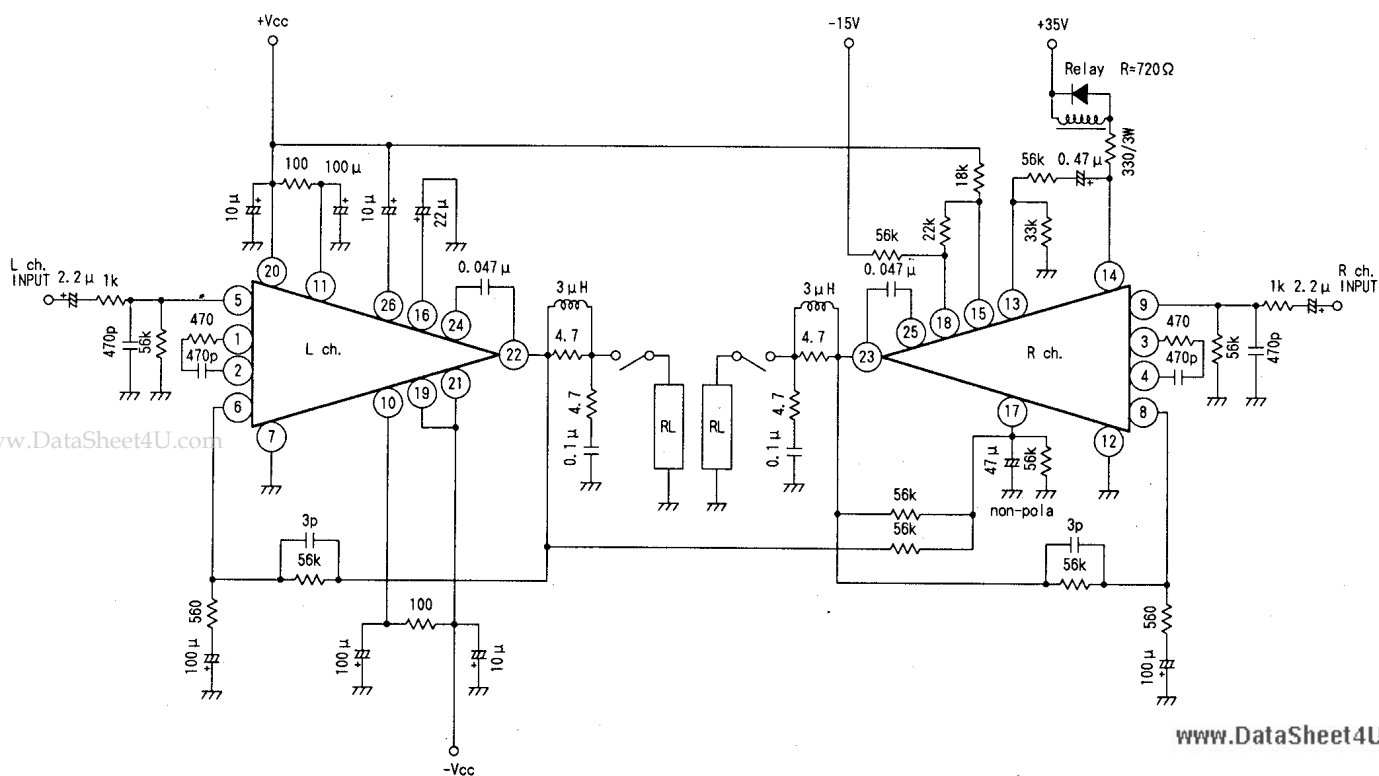 +Vcc
-15V
+35V
Relay R=720Ω
330/3W
100
100μ
10μ
10μ
22μ
18k
22k
56k
56k
0.47μ
33k
L ch.
INPUT
2.2μ
1k
470p
56k
470
470p
0.047μ
0.047μ
3μH
4.7
3μH
4.7
4.7
0.1μ
4.7
0.1μ
RL
RL
L ch.
R ch.
R ch.
INPUT
1k
2.2μ
470
470p
56k
470p
20
11
26
16
24
22
5
1
2
6
7
10
19
21
23
25
18
15
13
14
9
3
4
8
17
12
47μ
56k
non-pola
56k
56k
3p
56k
3p
56k
560
100μ
100
100μ
10μ
560
100μ
-Vcc
w.DataSheet4U.com
www.DataSheet4U